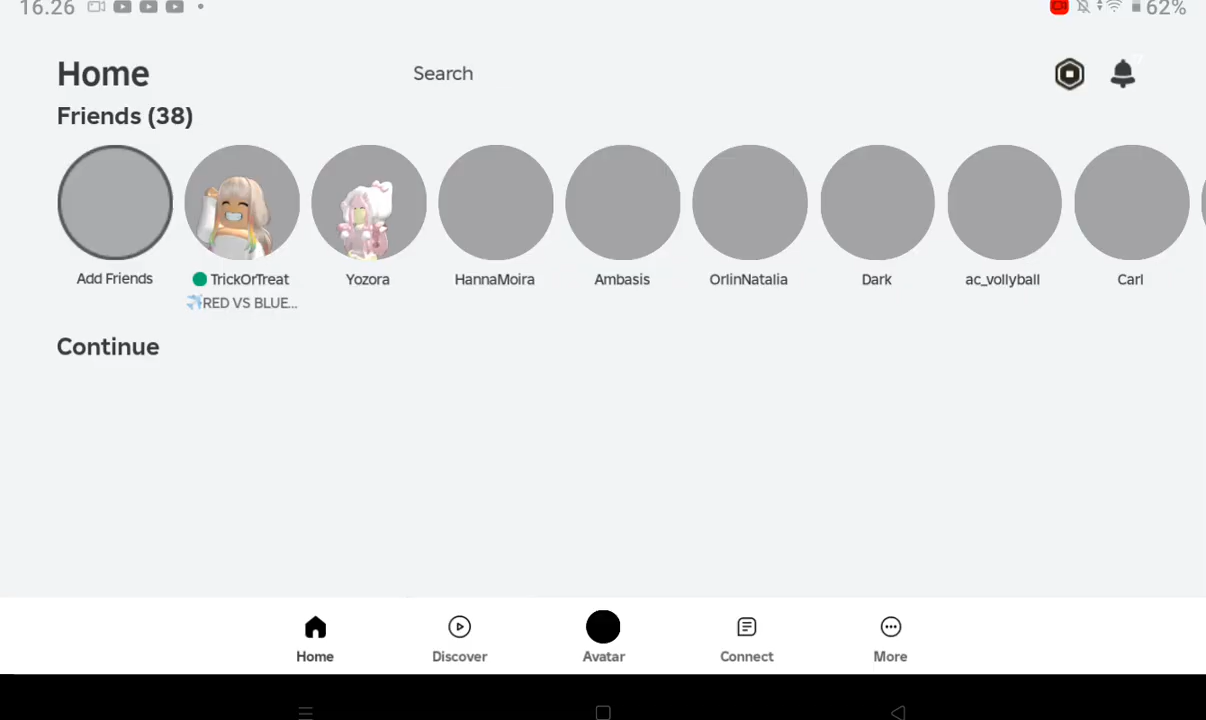 16.26
62%
Home
Search
Friends (38)
Add Friends
TrickOrTreat
Yozora
HannaMoira
Ambasis
OrlinNatalia
Dark
ac_vollyball
Carl
RED VS BLUE...
Continue
Home
Discover
Avatar
Connect
More